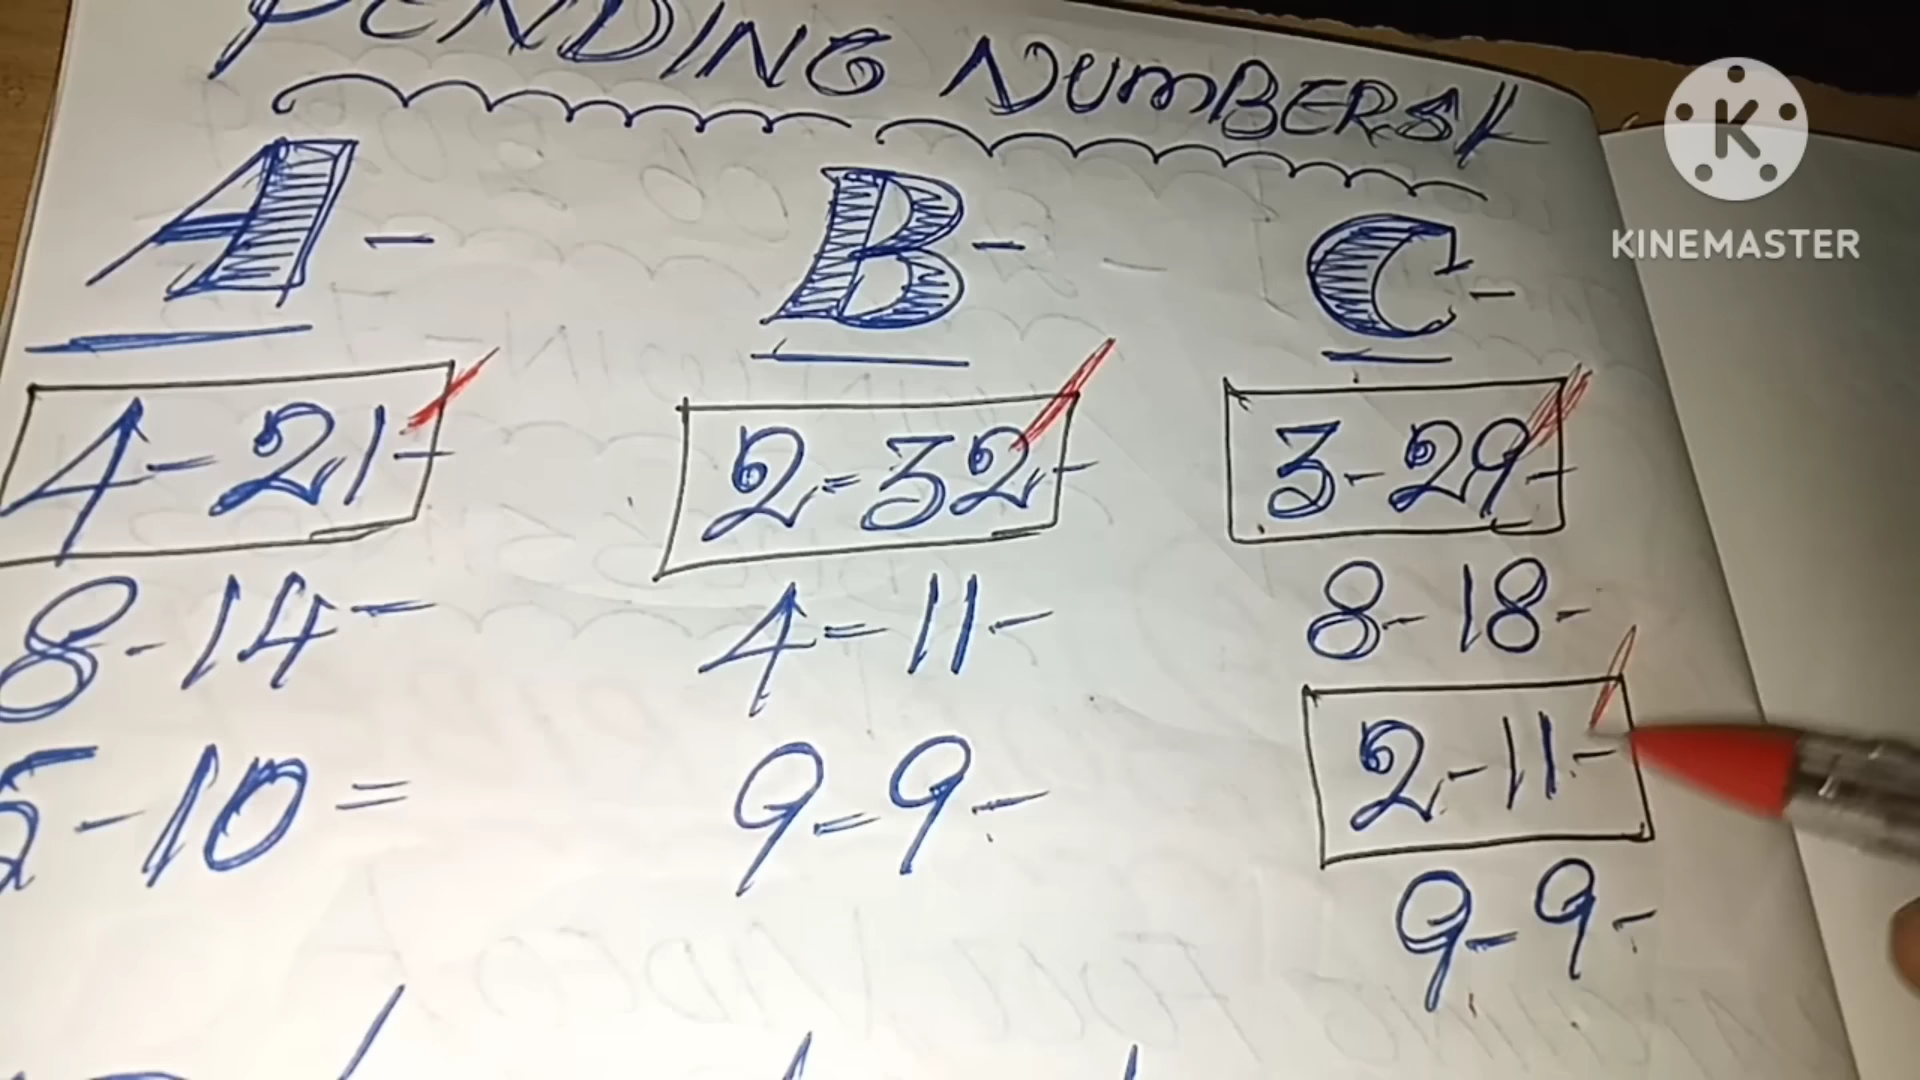 PENDING NUMBERS
K
KINEMASTER
A - B - C -
4 - 21 - 2 = 32 - 3 - 29 -
8 - 14 - 4 = 11 - 8 - 18 -
5 - 10 = 9 = 9 - 2 - 11 -
9 - 9 -